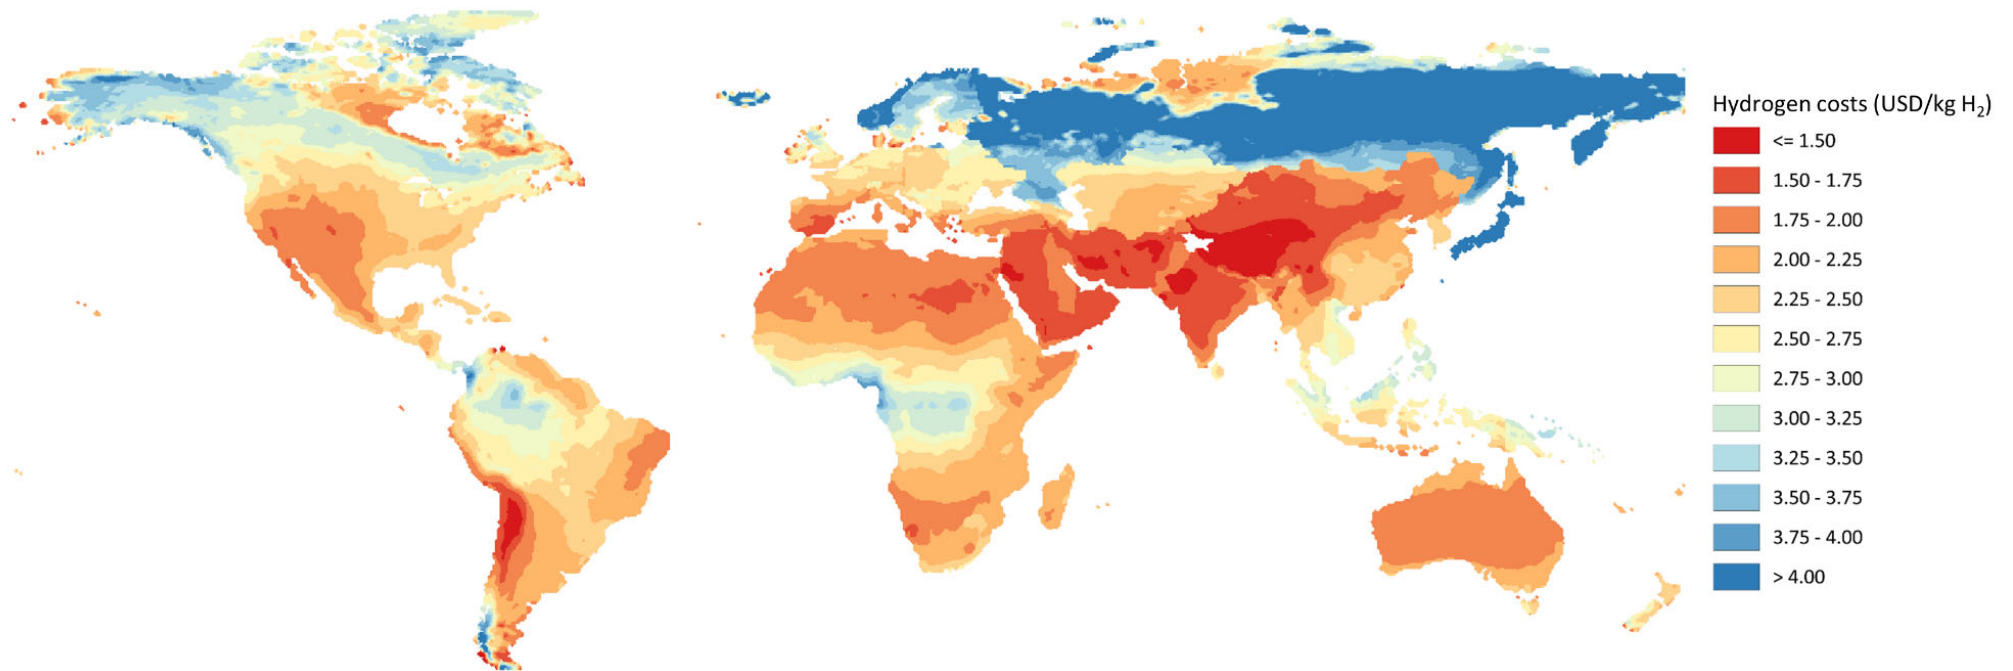 Hydrogen costs (USD/kg H₂)
<= 1.50
1.50 - 1.75
1.75 - 2.00
2.00 - 2.25
2.25 - 2.50
2.50 - 2.75
2.75 - 3.00
3.00 - 3.25
3.25 - 3.50
3.50 - 3.75
3.75 - 4.00
> 4.00